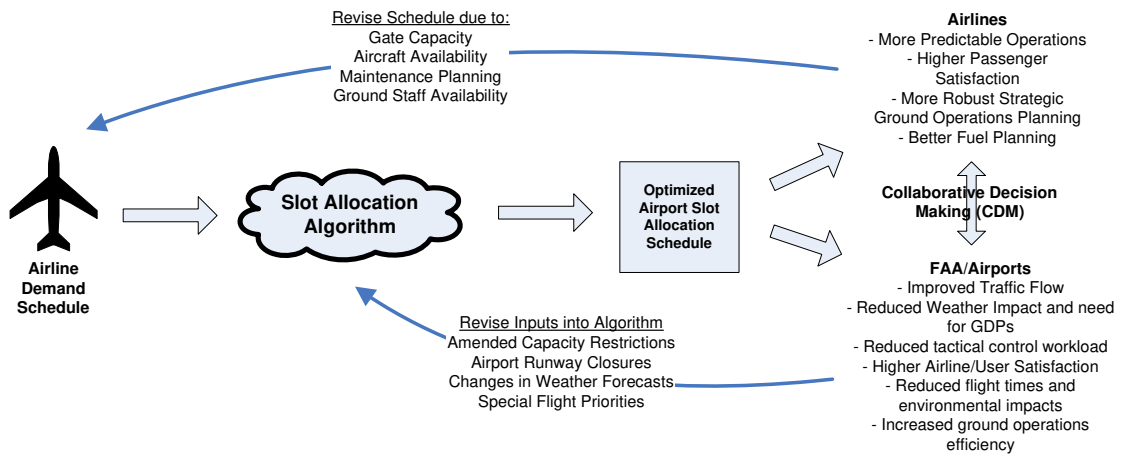 Revise Schedule due to:
Gate Capacity
Aircraft Availability
Maintenance Planning
Ground Staff Availability
Airlines
- More Predictable Operations
- Higher Passenger
Satisfaction
- More Robust Strategic
Ground Operations Planning
- Better Fuel Planning
Airline
Demand
Schedule
Slot Allocation
Algorithm
Optimized
Airport Slot
Allocation
Schedule
Collaborative Decision
Making (CDM)
Revise Inputs into Algorithm
Amended Capacity Restrictions
Airport Runway Closures
Changes in Weather Forecasts
Special Flight Priorities
FAA/Airports
- Improved Traffic Flow
- Reduced Weather Impact and need
for GDPs
- Reduced tactical control workload
- Higher Airline/User Satisfaction
- Reduced flight times and
environmental impacts
- Increased ground operations
efficiency